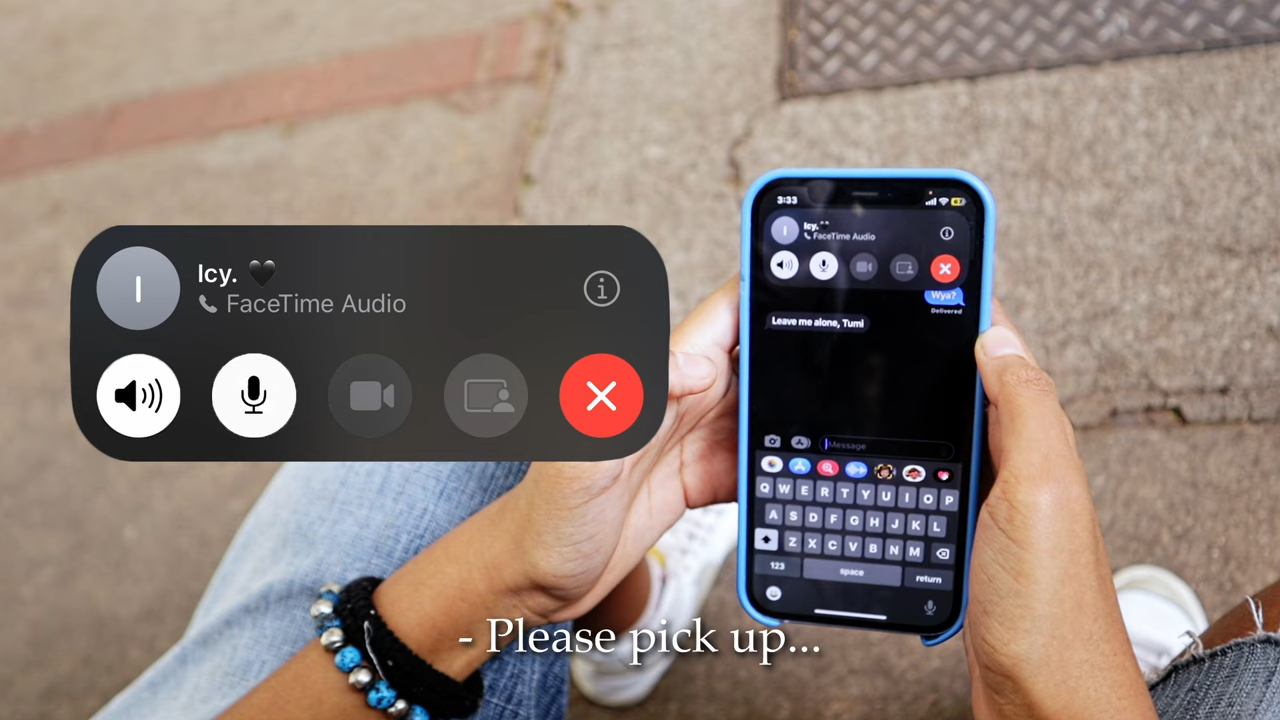 Icy. 🖤
FaceTime Audio
3:33
67
Icy. 🖤
FaceTime Audio
Wya?
Delivered
Leave me alone, Tumi
Message
Q W E R T Y U I O P
A S D F G H J K L
Z X C V B N M
123 space return
- Please pick up...